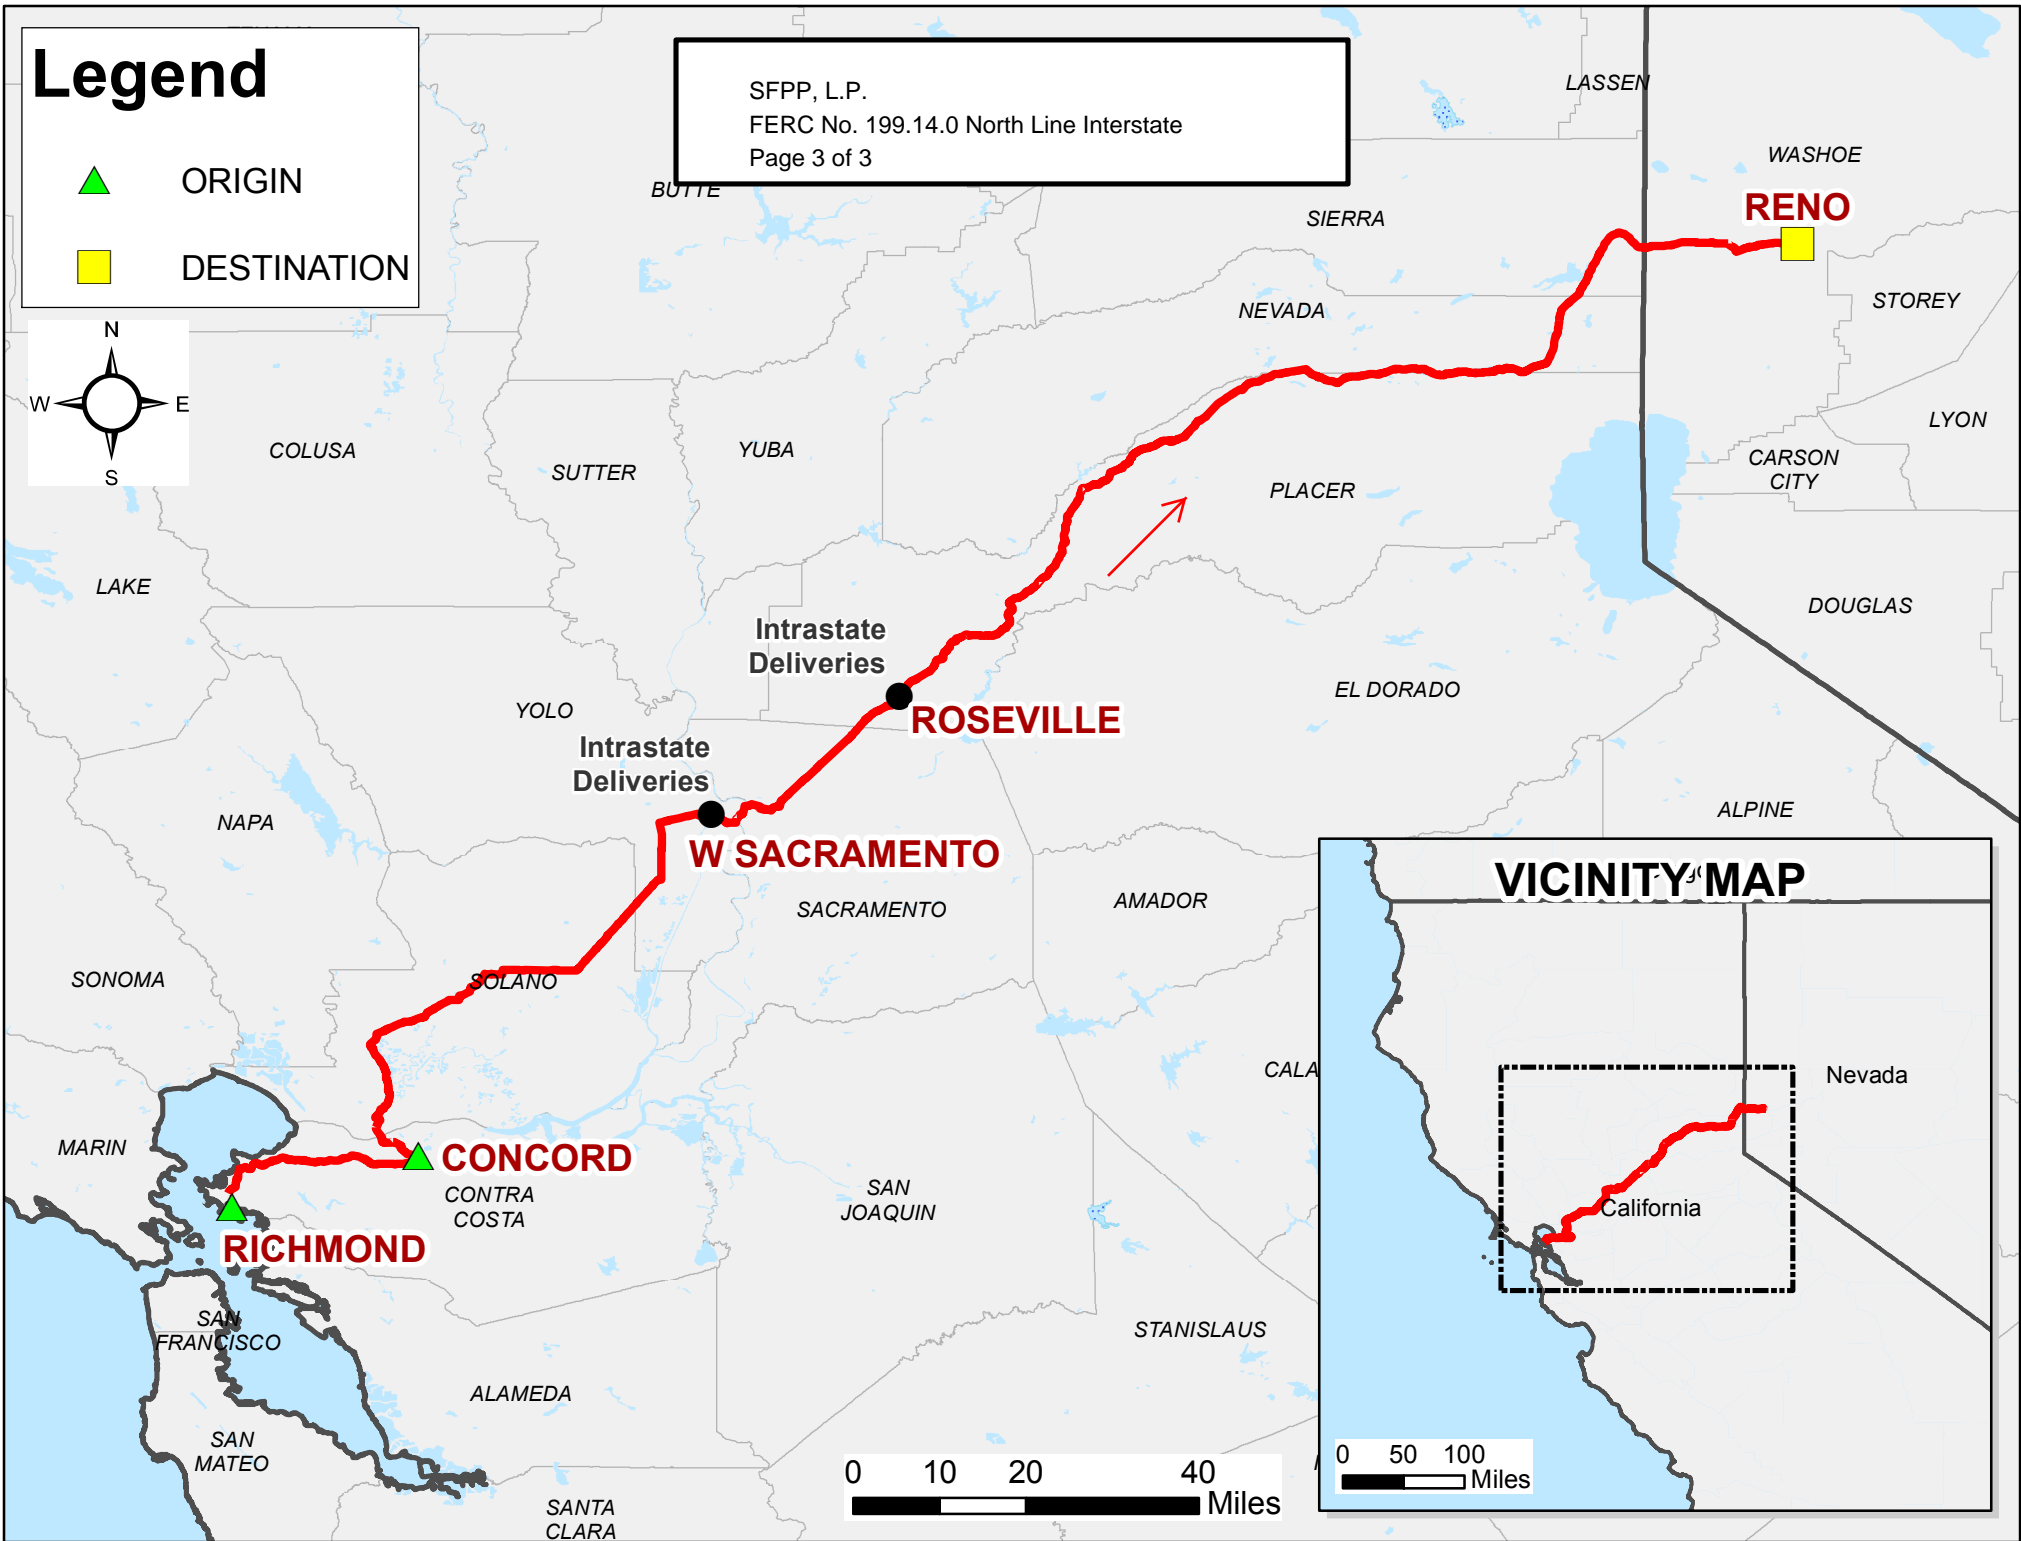 Legend
ORIGIN
DESTINATION
SFPP, L.P.
FERC No. 199.14.0 North Line Interstate
Page 3 of 3
N
W
E
S
LASSEN
WASHOE
BUTTE
SIERRA
RENO
NEVADA
STOREY
LYON
COLUSA
SUTTER
YUBA
CARSON
CITY
PLACER
LAKE
DOUGLAS
Intrastate
Deliveries
ROSEVILLE
EL DORADO
YOLO
Intrastate
Deliveries
W SACRAMENTO
NAPA
ALPINE
SACRAMENTO
AMADOR
SONOMA
SOLANO
CALA
MARIN
CONCORD
CONTRA
COSTA
SAN
JOAQUIN
RICHMOND
SAN
FRANCISCO
STANISLAUS
ALAMEDA
SAN
MATEO
SANTA
CLARA
0 10 20 40
Miles
VICINITY MAP
Nevada
California
0 50 100
Miles